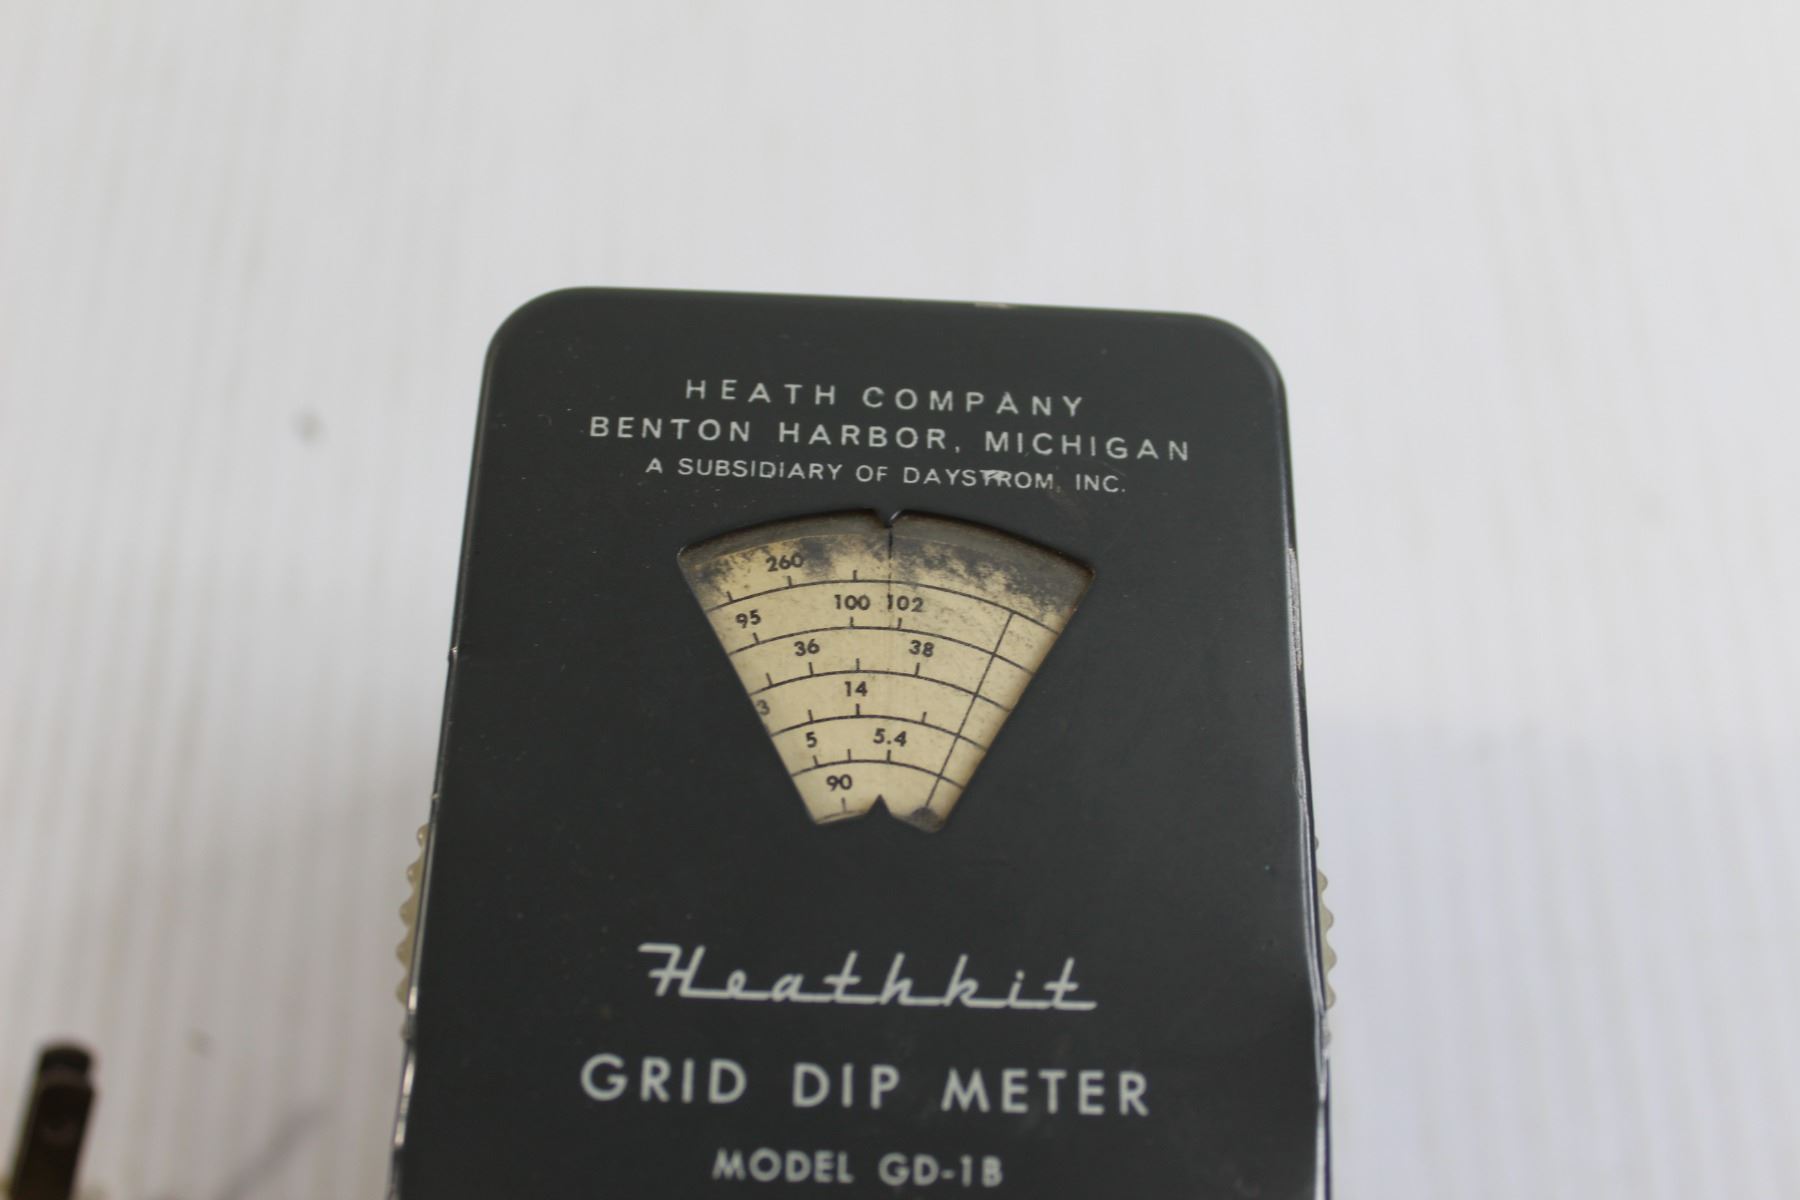 HEATH COMPANY
BENTON HARBOR, MICHIGAN
A SUBSIDIARY OF DAYSTROM, INC.
260
95 100 102
36 38
3 14
5 5.4
90
Heathkit
GRID DIP METER
MODEL GD-1B